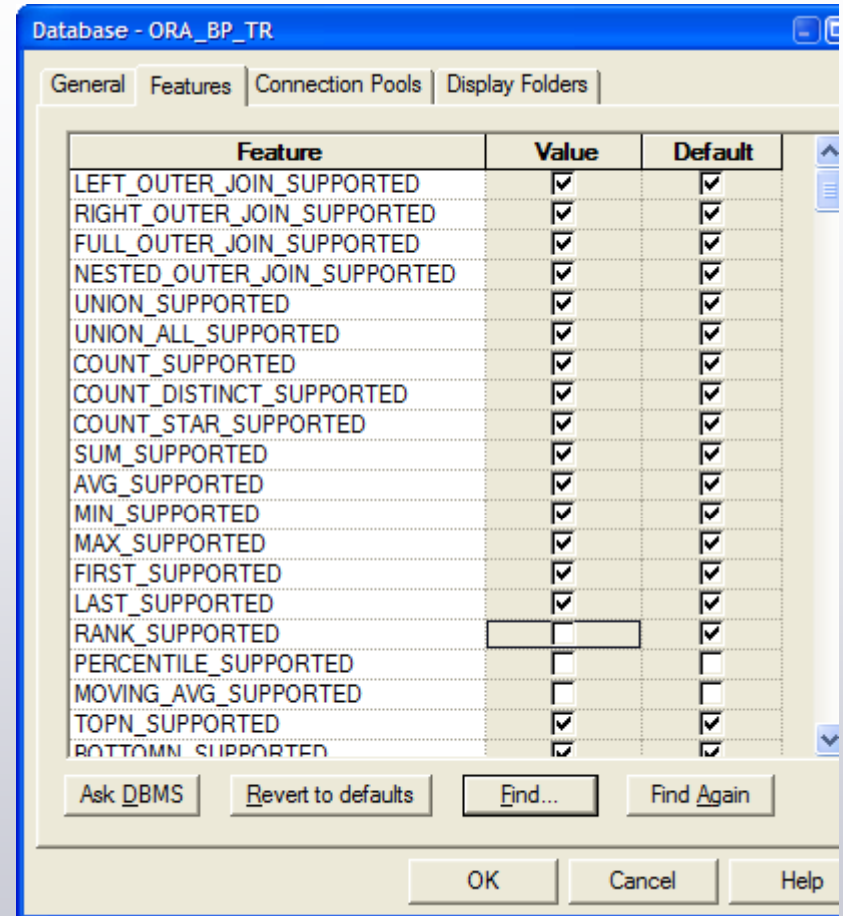 Database - ORA_BP_TR
General Features Connection Pools Display Folders
Feature Value Default
LEFT_OUTER_JOIN_SUPPORTED
RIGHT_OUTER_JOIN_SUPPORTED
FULL_OUTER_JOIN_SUPPORTED
NESTED_OUTER_JOIN_SUPPORTED
UNION_SUPPORTED
UNION_ALL_SUPPORTED
COUNT_SUPPORTED
COUNT_DISTINCT_SUPPORTED
COUNT_STAR_SUPPORTED
SUM_SUPPORTED
AVG_SUPPORTED
MIN_SUPPORTED
MAX_SUPPORTED
FIRST_SUPPORTED
LAST_SUPPORTED
RANK_SUPPORTED
PERCENTILE_SUPPORTED
MOVING_AVG_SUPPORTED
TOPN_SUPPORTED
BOTTOMN_SUPPORTED
Ask DBMS Revert to defaults Find... Find Again
OK Cancel Help